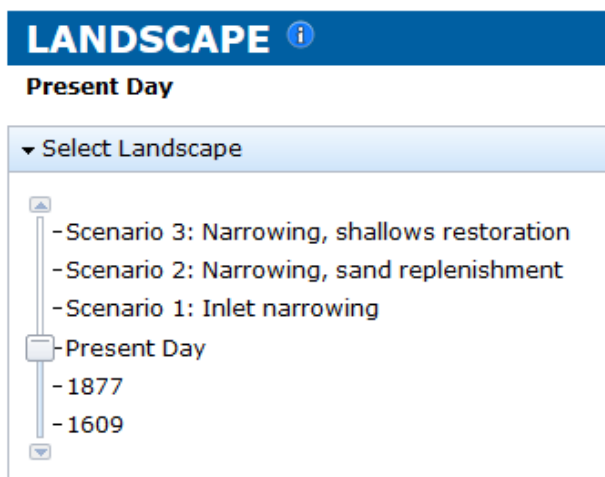 LANDSCAPE i
Present Day
Select Landscape
-Scenario 3: Narrowing, shallows restoration
-Scenario 2: Narrowing, sand replenishment
-Scenario 1: Inlet narrowing
-Present Day
-1877
-1609